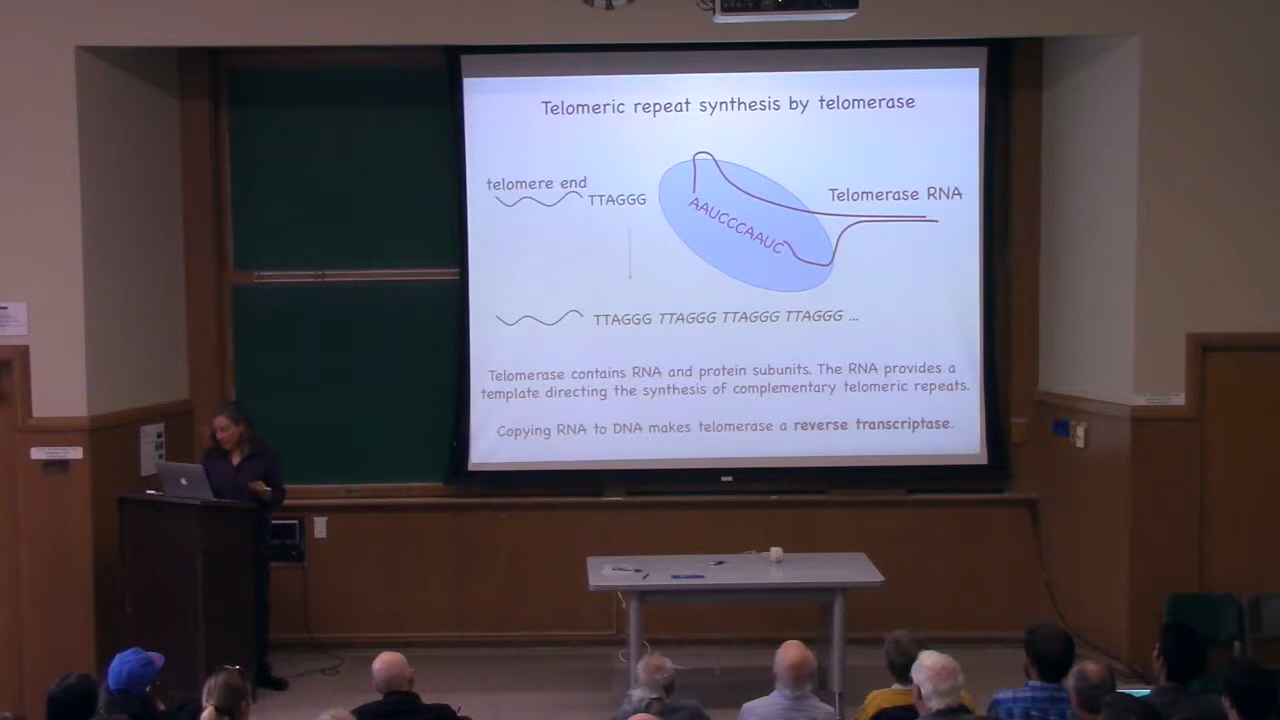 Telomeric repeat synthesis by telomerase
telomere end
TTAGGG
AAUCCCAAUC
Telomerase RNA
TTAGGG TTAGGG TTAGGG TTAGGG ...
Telomerase contains RNA and protein subunits. The RNA provides a
template directing the synthesis of complementary telomeric repeats.
Copying RNA to DNA makes telomerase a reverse transcriptase.